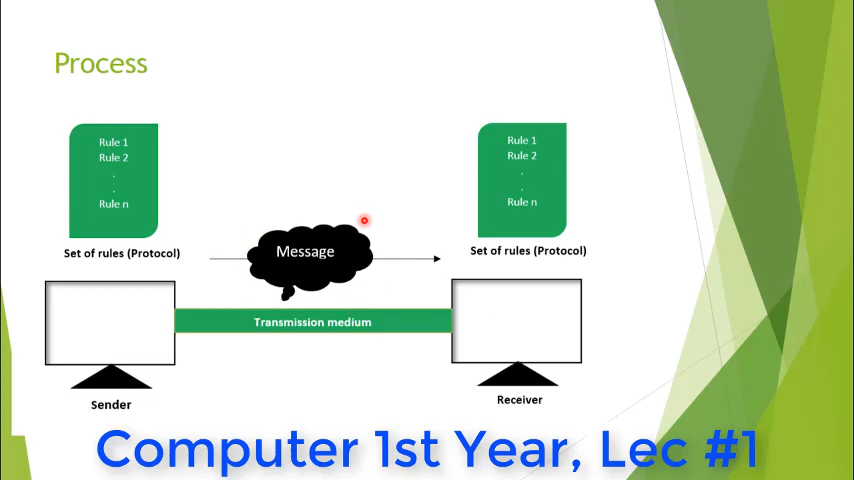 Process
Rule 1
Rule 2
.
.
Rule n
Set of rules (Protocol)
Rule 1
Rule 2
.
.
Rule n
Set of rules (Protocol)
Message
Transmission medium
Sender
Receiver
Computer 1st Year, Lec #1